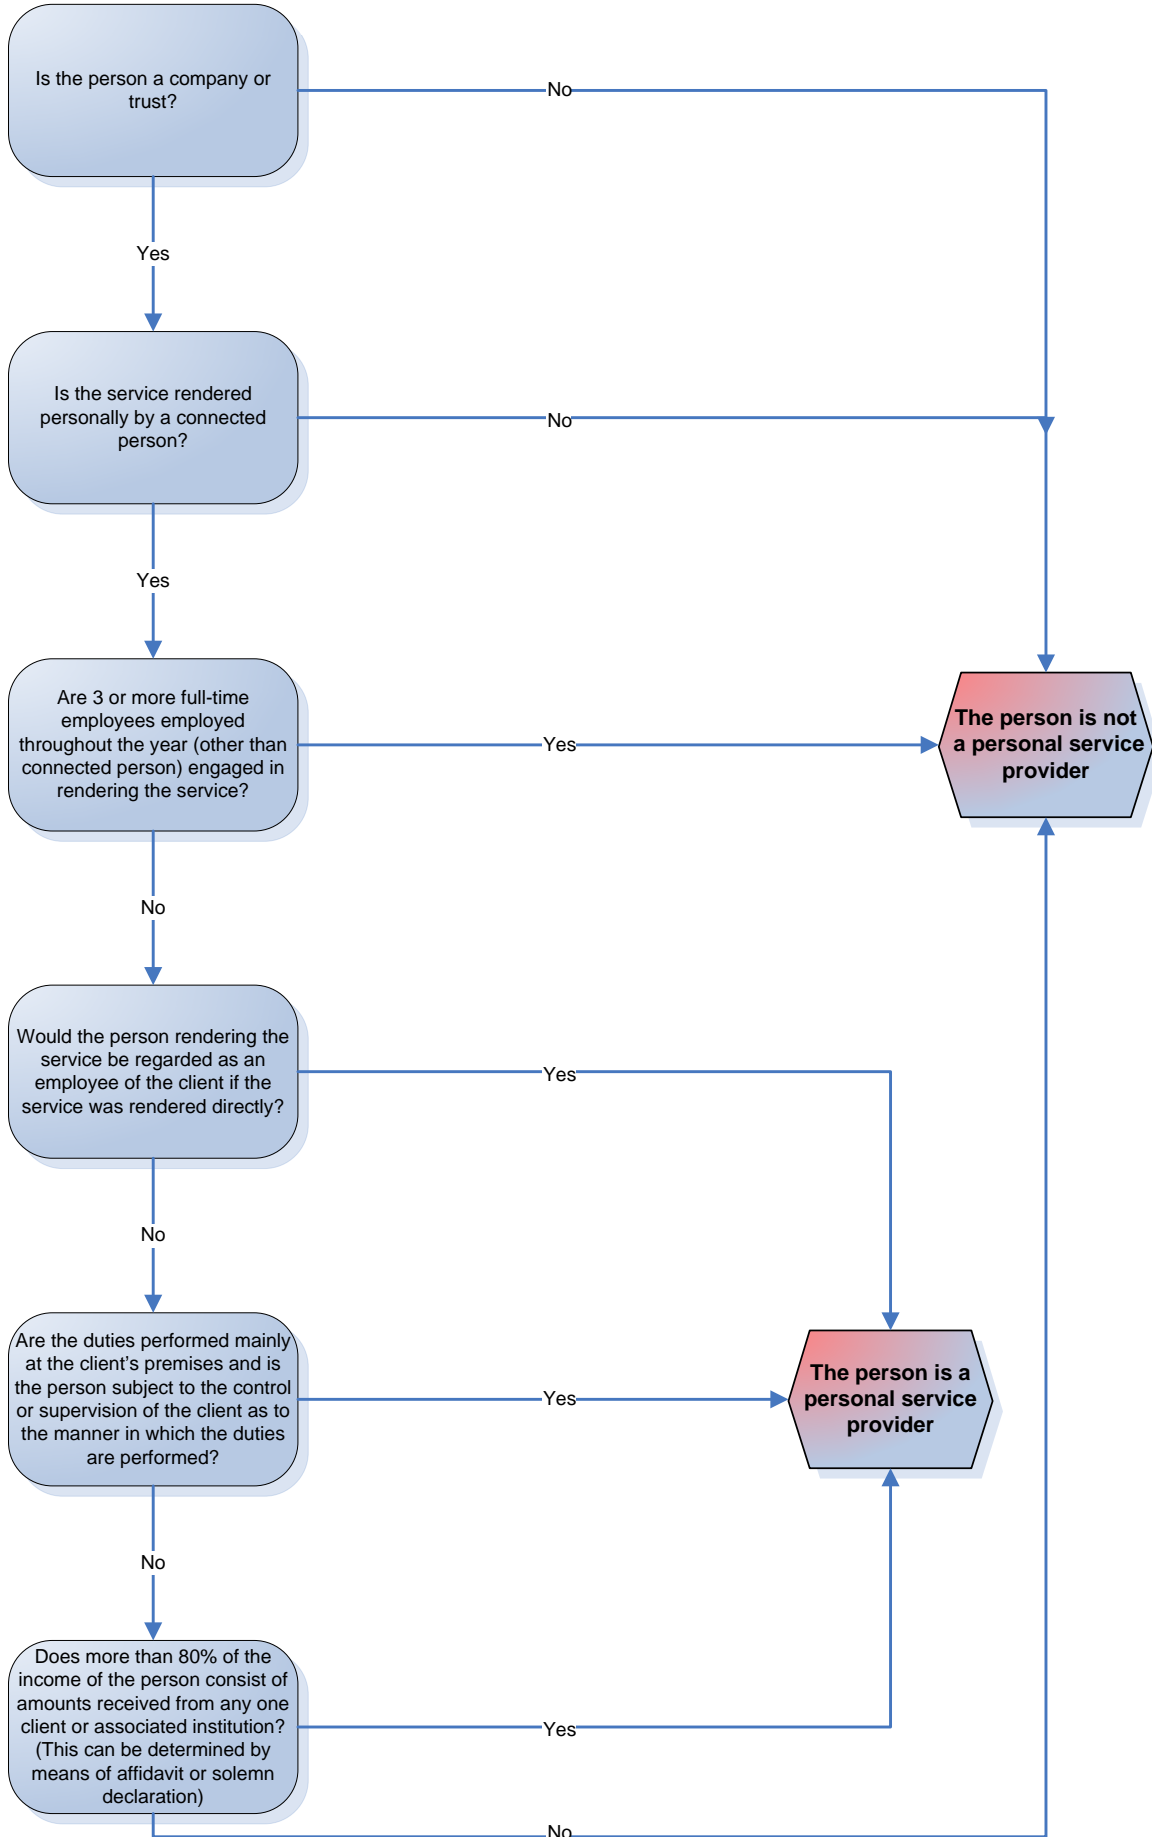 Is the person a company or
trust?
No
Yes
Is the service rendered
personally by a connected
person?
No
Yes
Are 3 or more full-time
employees employed
throughout the year (other than
connected person) engaged in
rendering the service?
Yes
The person is not
a personal service
provider
No
Would the person rendering the
service be regarded as an
employee of the client if the
service was rendered directly?
Yes
No
Are the duties performed mainly
at the client's premises and is
the person subject to the control
or supervision of the client as to
the manner in which the duties
are performed?
Yes
The person is a
personal service
provider
No
Does more than 80% of the
income of the person consist of
amounts received from any one
client or associated institution?
(This can be determined by
means of affidavit or solemn
declaration)
Yes
No